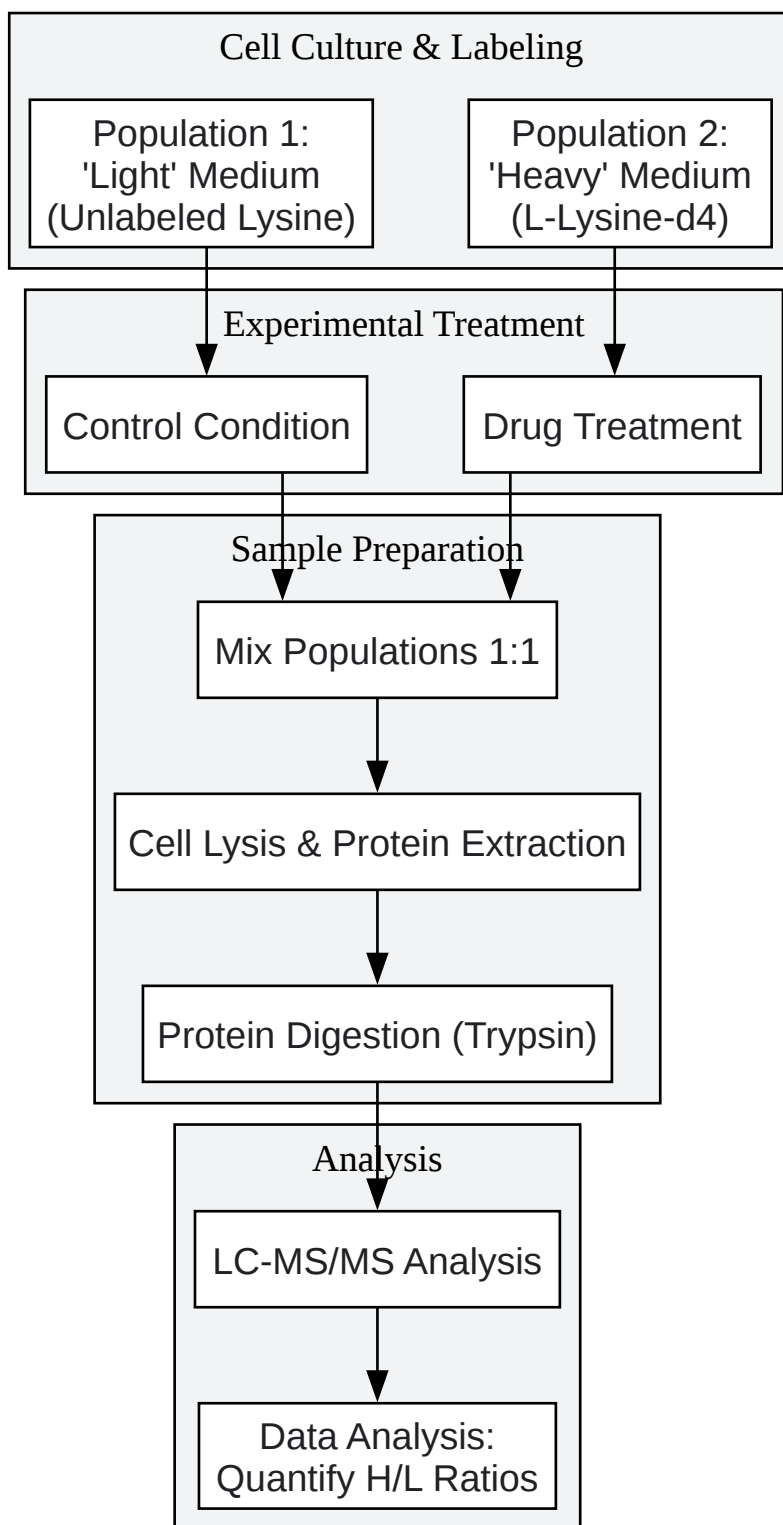 Cell Culture & Labeling
Population 1:
'Light' Medium
(Unlabeled Lysine)
Population 2:
'Heavy' Medium
(L-Lysine-d4)
Experimental Treatment
Control Condition
Drug Treatment
Sample Preparation
Mix Populations 1:1
Cell Lysis & Protein Extraction
Protein Digestion (Trypsin)
Analysis
LC-MS/MS Analysis
Data Analysis:
Quantify H/L Ratios